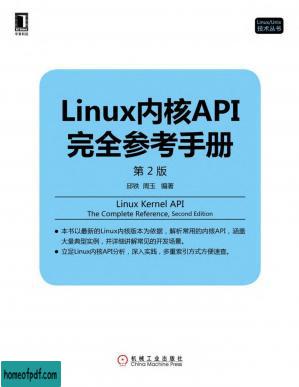 华章科技
Linux/Unix
技术丛书
Linux内核API
完全参考手册
第 2 版
邱铁 周玉 编著
Linux Kernel API
The Complete Reference, Second Edition
● 本书以最新的Linux内核版本为依据，解析常用的内核API，涵盖
大量典型实例，并详细讲解常见的开发场景。
● 立足Linux内核API分析，深入实践，多重索引方式方便速查。
机械工业出版社
China Machine Press
homeofpdf.com
homeofpdf.com